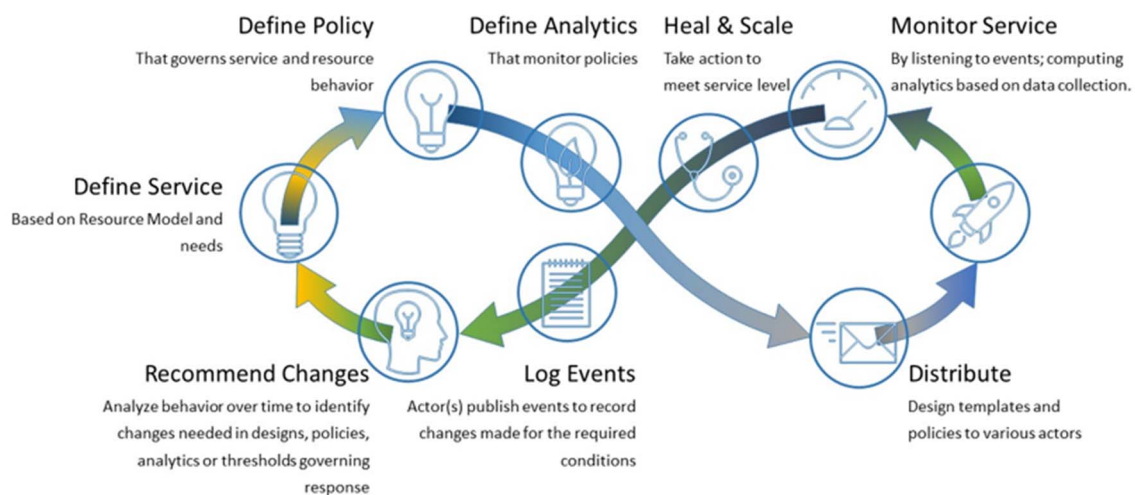 Define Policy
That governs service and resource
behavior
Define Analytics
That monitor policies
Heal & Scale
Take action to
meet service level
Monitor Service
By listening to events; computing
analytics based on data collection.
Define Service
Based on Resource Model and
needs
Recommend Changes
Analyze behavior over time to identify
changes needed in designs, policies,
analytics or thresholds governing
response
Log Events
Actor(s) publish events to record
changes made for the required
conditions
Distribute
Design templates and
policies to various actors